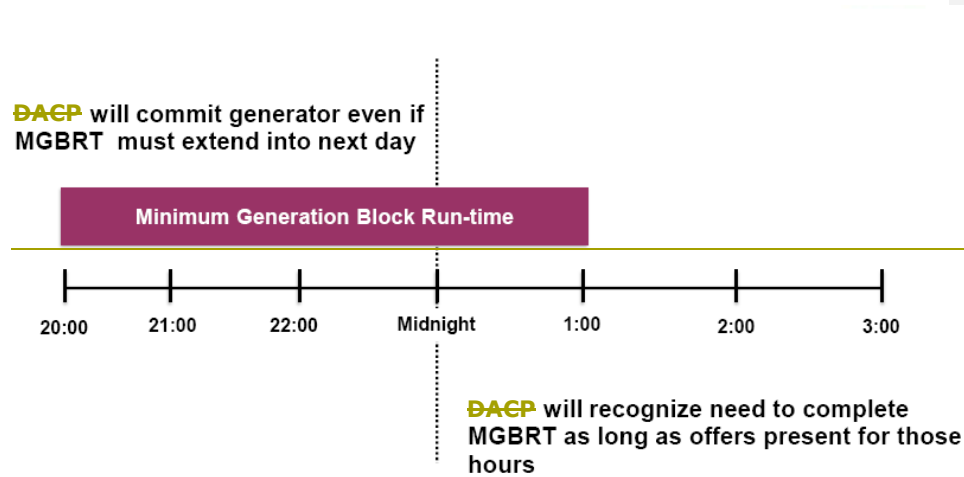 DACP will commit generator even if
MGBRT must extend into next day
Minimum Generation Block Run-time
20:00 21:00 22:00 Midnight 1:00 2:00 3:00
DACP will recognize need to complete
MGBRT as long as offers present for those
hours